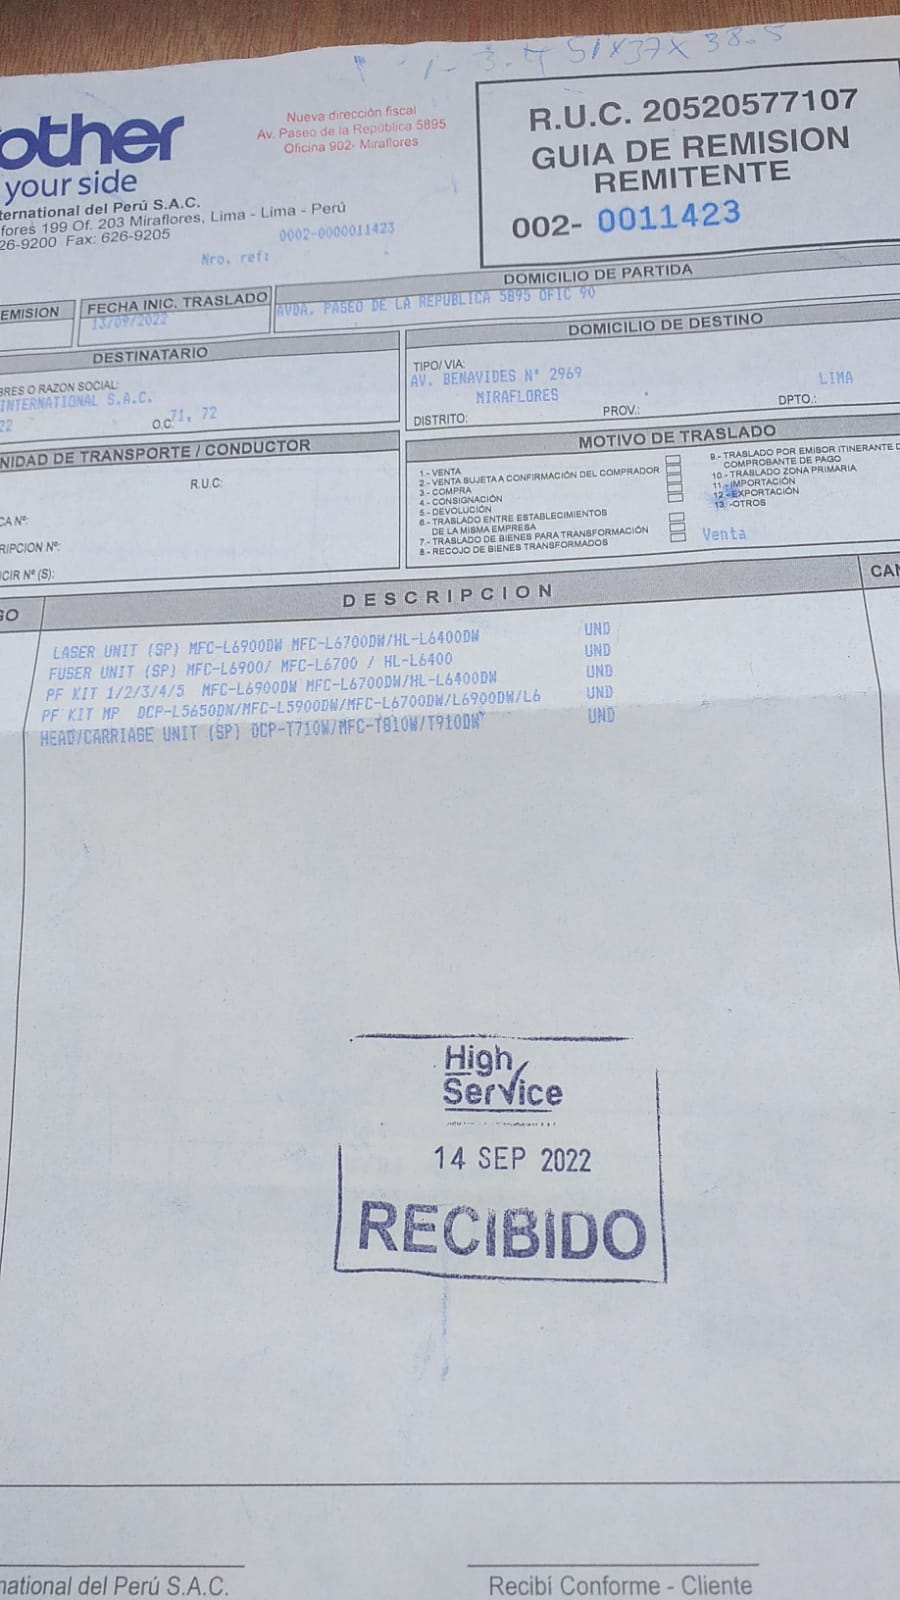 51X37X 38.5
other
your side
ternational del Perú S.A.C.
flores 199 Of. 203 Miraflores, Lima - Lima - Perú
26-9200 Fax: 626-9205
0002-0000011423
Nro. ref:
Nueva dirección fiscal
Av. Paseo de la República 5895
Oficina 902- Miraflores
R.U.C. 20520577107
GUIA DE REMISION
REMITENTE
002- 0011423
EMISION
FECHA INIC. TRASLADO
13/09/2022
DOMICILIO DE PARTIDA
AVDA. PASEO DE LA REPUBLICA 5895 OFIC 90
DESTINATARIO
BRES O RAZON SOCIAL:
INTERNATIONAL S.A.C.
22
O.C. 71, 72
DOMICILIO DE DESTINO
TIPO/VIA:
AV. BENAVIDES N° 2969
MIRAFLORES
LIMA
DISTRITO:
PROV.:
DPTO.:
NIDAD DE TRANSPORTE / CONDUCTOR
R.U.C:
CA Nº:
RIPCION Nº:
CIR Nº (S):
MOTIVO DE TRASLADO
1.- VENTA
2.- VENTA SUJETA A CONFIRMACIÓN DEL COMPRADOR
3.- COMPRA
4.- CONSIGNACIÓN
5.- DEVOLUCIÓN
6.- TRASLADO ENTRE ESTABLECIMIENTOS
DE LA MISMA EMPRESA
7.- TRASLADO DE BIENES PARA TRANSFORMACIÓN
8.- RECOJO DE BIENES TRANSFORMADOS
9.- TRASLADO POR EMISOR ITINERANTE D
COMPROBANTE DE PAGO
10.- TRASLADO ZONA PRIMARIA
11.- IMPORTACIÓN
12.- EXPORTACIÓN
13.-OTROS
Venta
GO
DESCRIPCION
CAN
LASER UNIT (SP) MFC-L6900DW MFC-L6700DW/HL-L6400DW UND
FUSER UNIT (SP) MFC-L6900/ MFC-L6700 / HL-L6400 UND
PF KIT 1/2/3/4/5 MFC-L6900DW MFC-L6700DW/HL-L6400DW UND
PF KIT MP DCP-L5650DN/MFC-L5900DW/MFC-L6700DW/L6900DW/L6 UND
HEAD/CARRIAGE UNIT (SP) DCP-T710W/MFC-T810W/T910DW UND
High
Service
14 SEP 2022
RECIBIDO
national del Perú S.A.C.
Recibí Conforme - Cliente